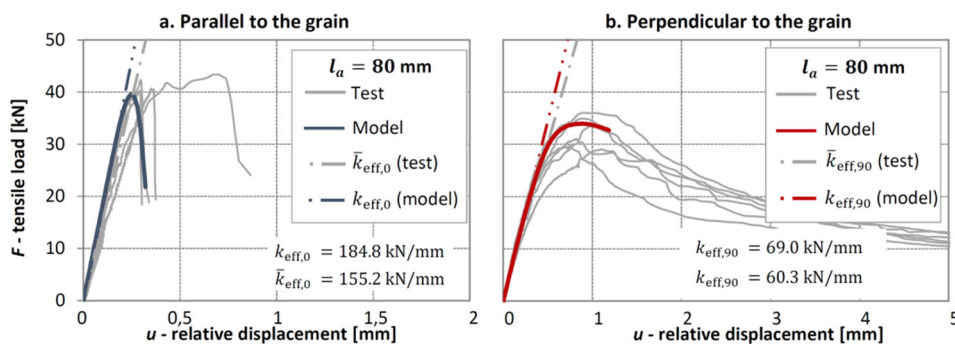 a. Parallel to the grain
F - tensile load [kN]
50
40
30
20
10
0
0
0,5
1
1,5
2
u - relative displacement [mm]
l_a = 80 mm
Test
Model
k̄_eff,0 (test)
k_eff,0 (model)
k_eff,0 = 184.8 kN/mm
k̄_eff,0 = 155.2 kN/mm
b. Perpendicular to the grain
0
1
2
3
4
5
u - relative displacement [mm]
l_a = 80 mm
Test
Model
k̄_eff,90 (test)
k_eff,90 (model)
k_eff,90 = 69.0 kN/mm
k_eff,90 = 60.3 kN/mm